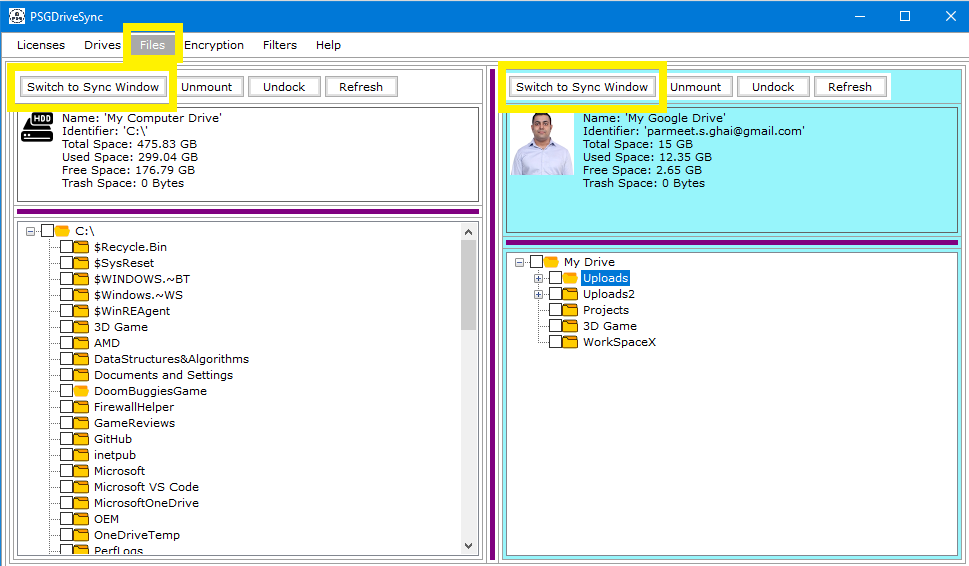 PSGDriveSync
Licenses Drives Files Encryption Filters Help
Switch to Sync Window Unmount Undock Refresh
HDD
Name: 'My Computer Drive'
Identifier: 'C:\'
Total Space: 475.83 GB
Used Space: 299.04 GB
Free Space: 176.79 GB
Trash Space: 0 Bytes
C:\
$Recycle.Bin
$SysReset
$WINDOWS.~BT
$Windows.~WS
$WinREAgent
3D Game
AMD
DataStructures&Algorithms
Documents and Settings
DoomBuggiesGame
FirewallHelper
GameReviews
GitHub
inetpub
Microsoft
Microsoft VS Code
MicrosoftOneDrive
OEM
OneDriveTemp
PerfLogs
Switch to Sync Window Unmount Undock Refresh
Name: 'My Google Drive'
Identifier: 'parmeet.s.ghai@gmail.com'
Total Space: 15 GB
Used Space: 12.35 GB
Free Space: 2.65 GB
Trash Space: 0 Bytes
My Drive
Uploads
Uploads2
Projects
3D Game
WorkSpaceX